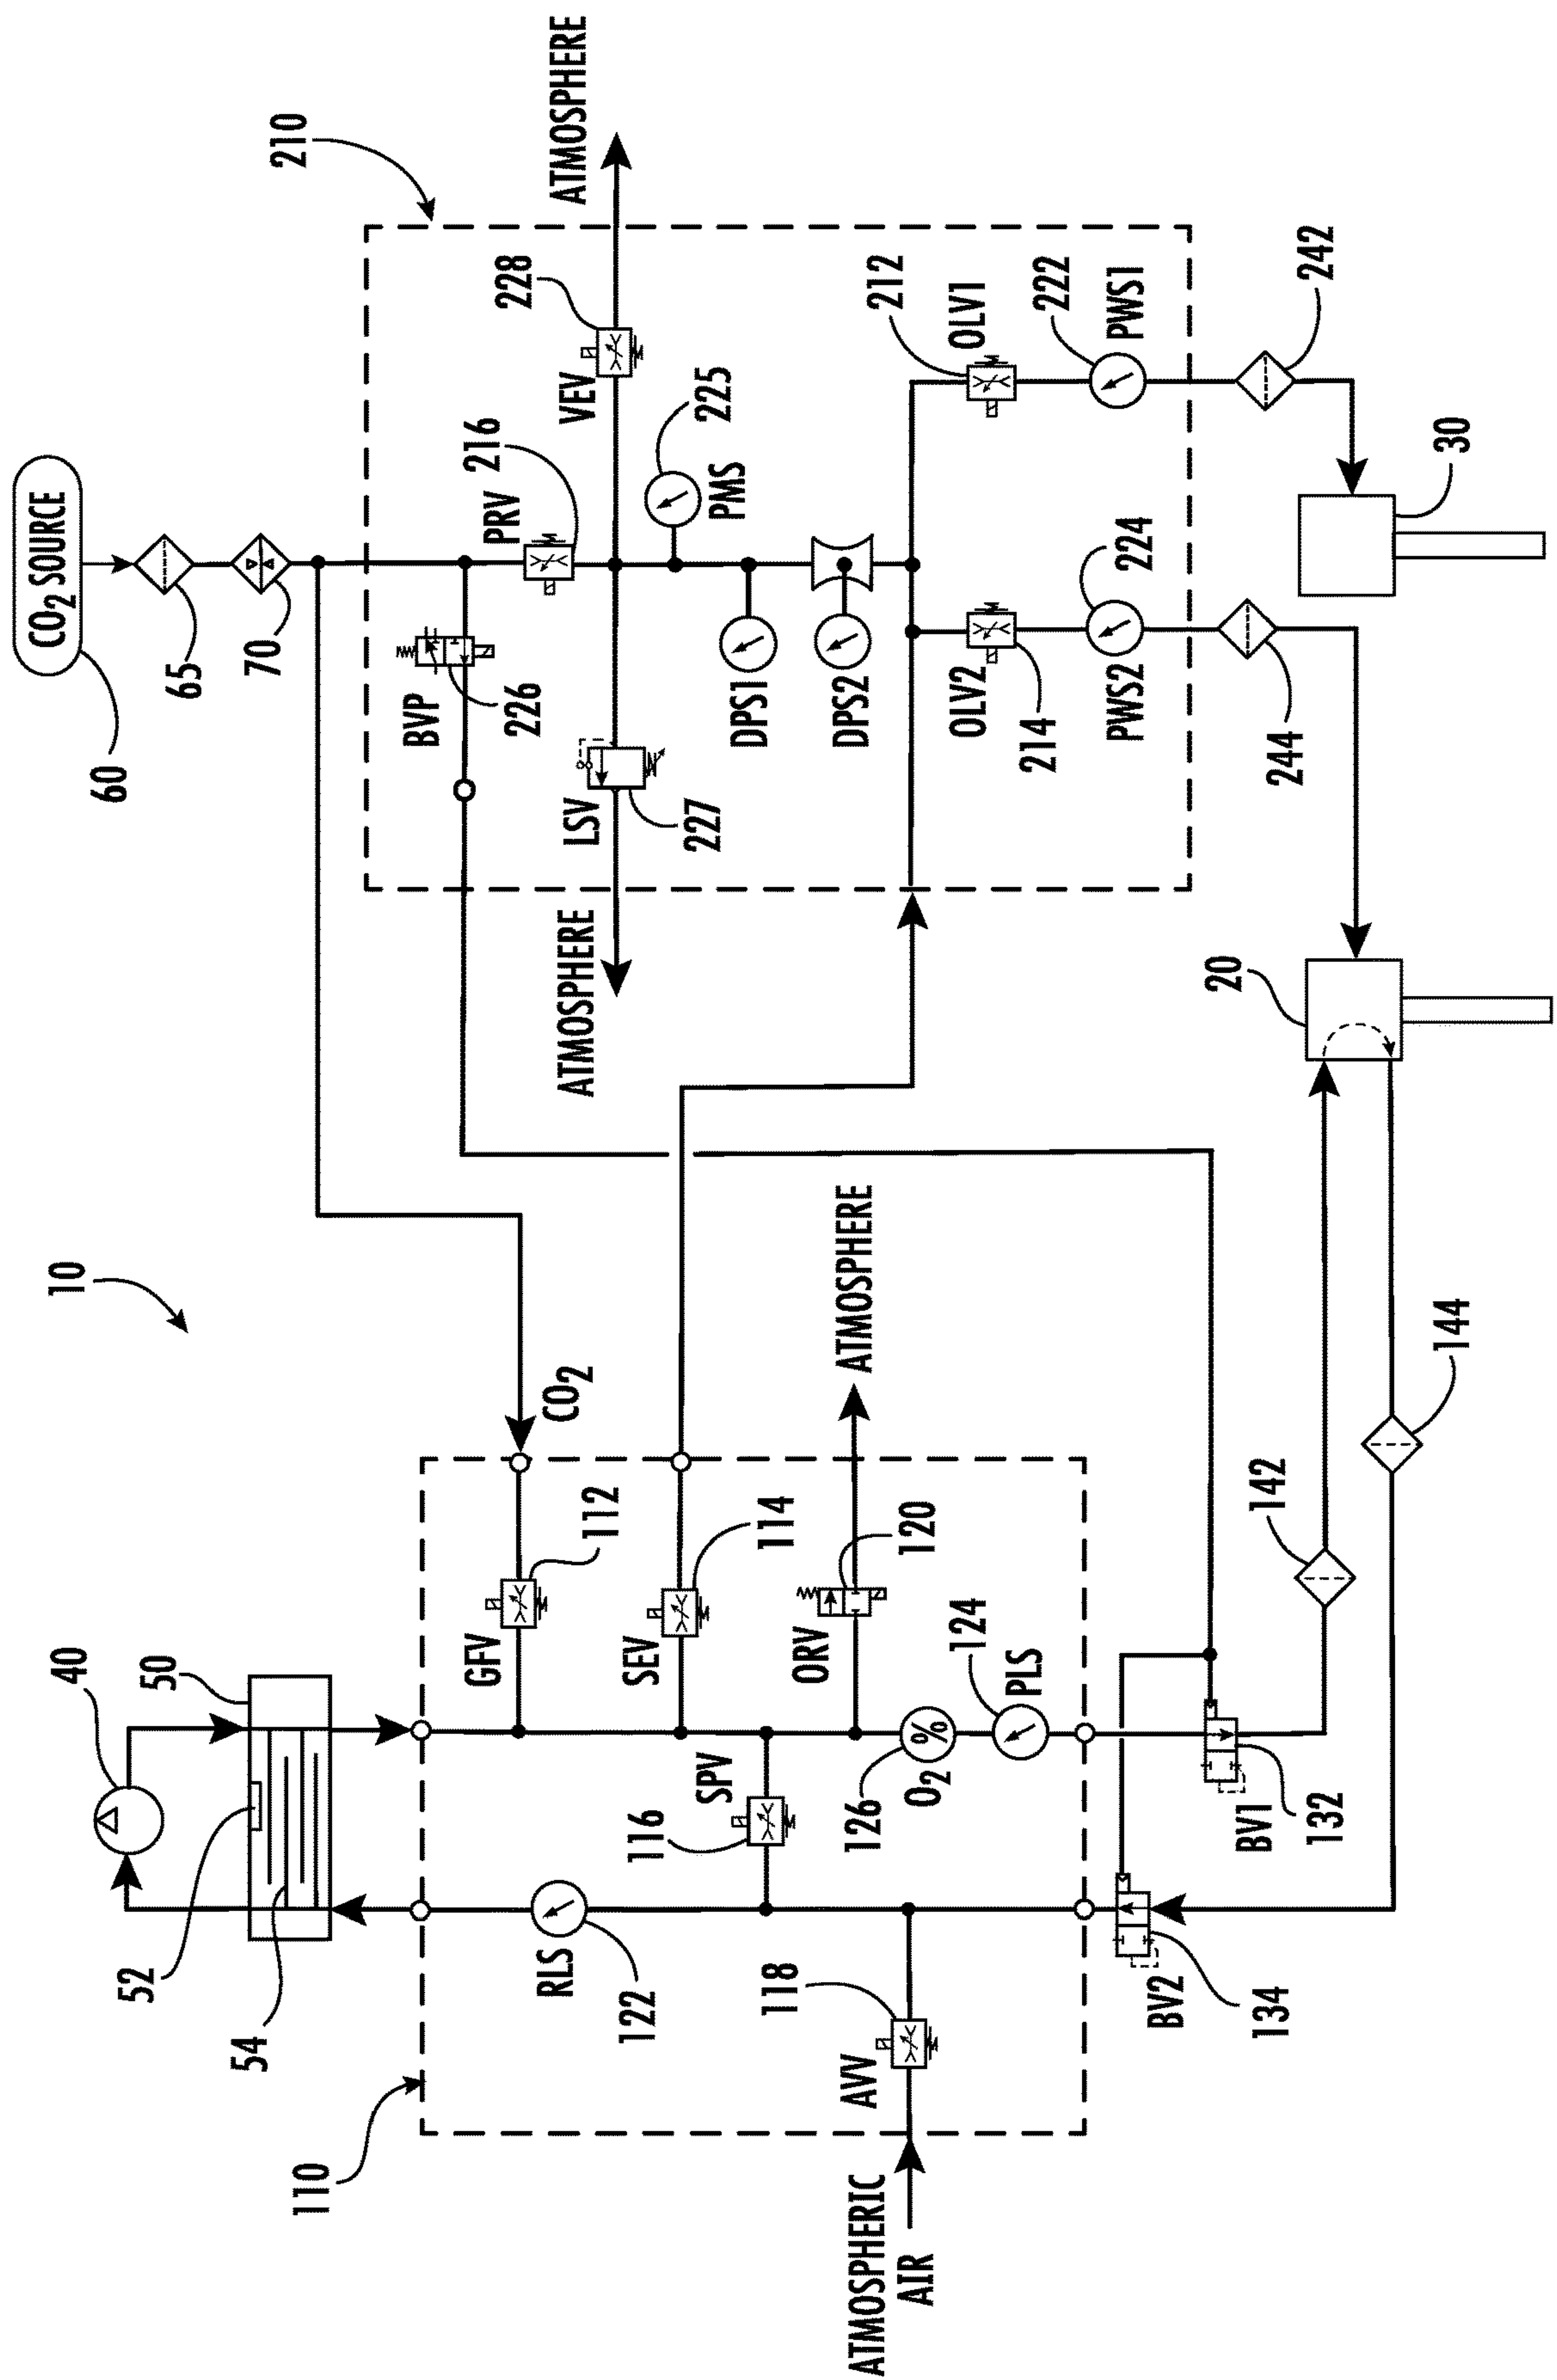 10
CO2 SOURCE
60
65
70
210
ATMOSPHERE
228
VEV
216
PRV
225
PMS
BVP
226
LSV
227
ATMOSPHERE
DPS1
DPS2
212
OLV1
222
PWS1
242
OLV2
214
224
PWS2
244
30
20
40
50
52
54
110
CO2
GFV
112
SEV
114
ORV
120
ATMOSPHERE
SPV
116
RLS
122
126
O2
%
124
PLS
118
AVV
ATMOSPHERIC
AIR
BV1
132
BV2
134
142
144